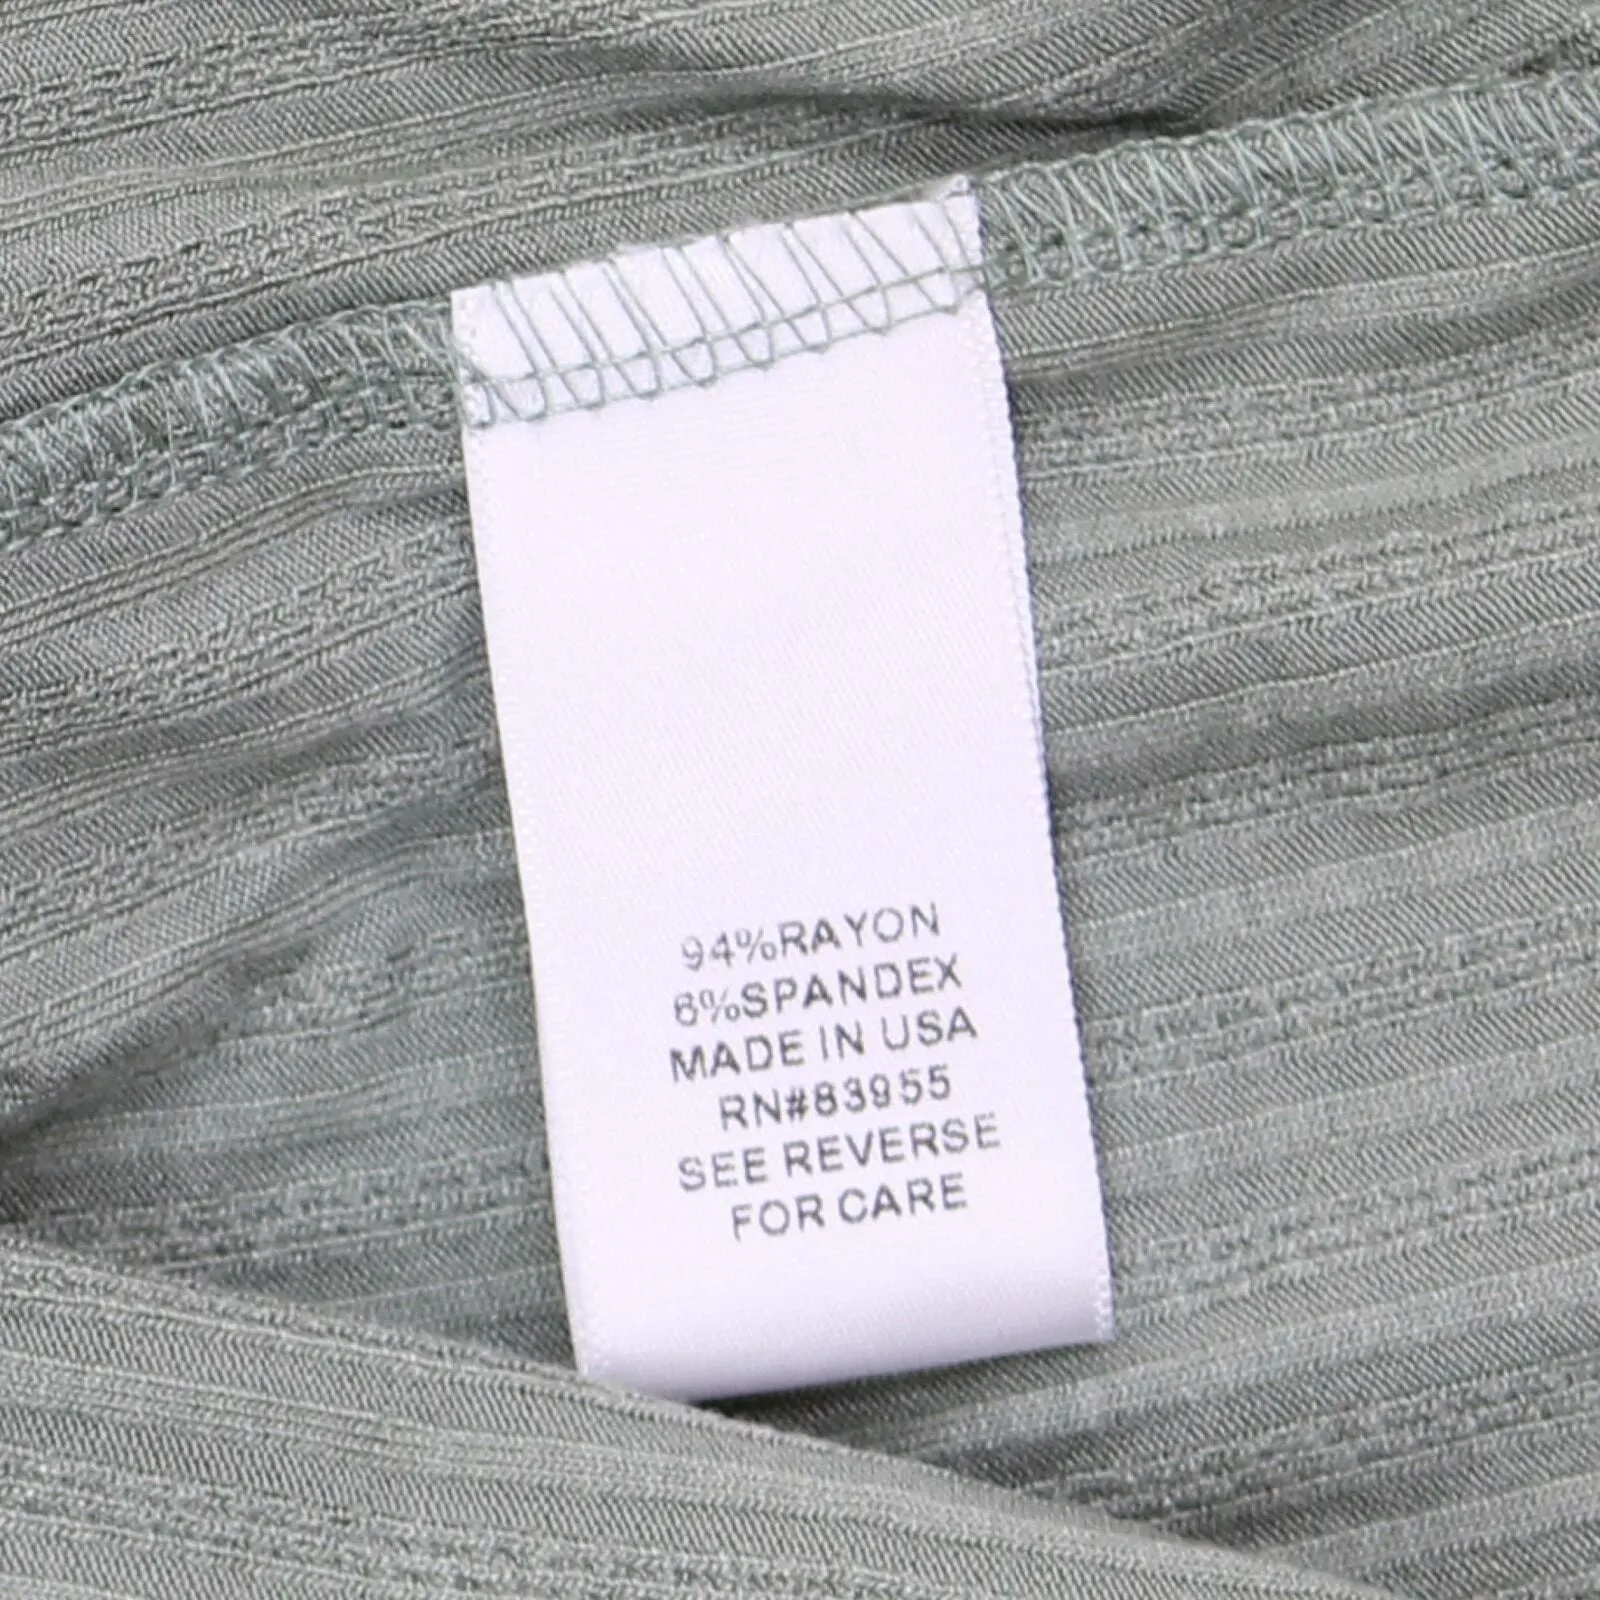 94%RAYON
6%SPANDEX
MADE IN USA
RN#83955
SEE REVERSE
FOR CARE